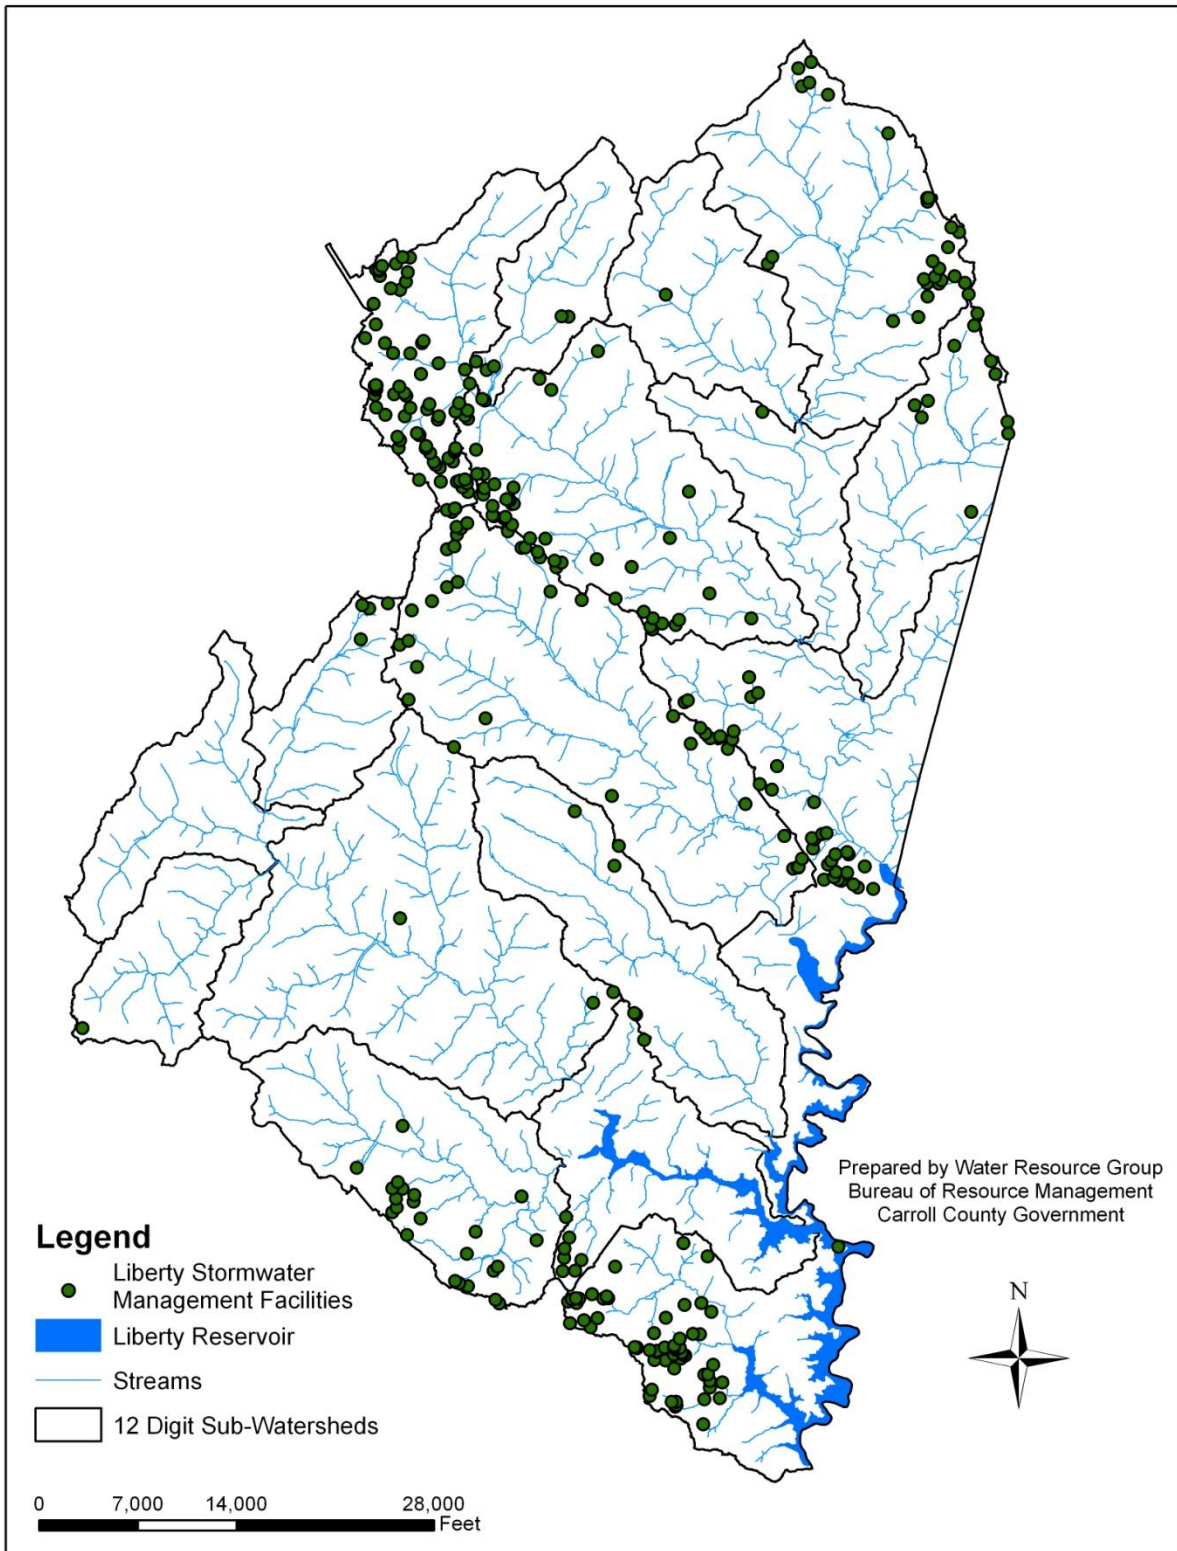 Prepared by Water Resource Group
Bureau of Resource Management
Carroll County Government
Legend
Liberty Stormwater
Management Facilities
Liberty Reservoir
Streams
12 Digit Sub-Watersheds
N
0 7,000 14,000 28,000
Feet